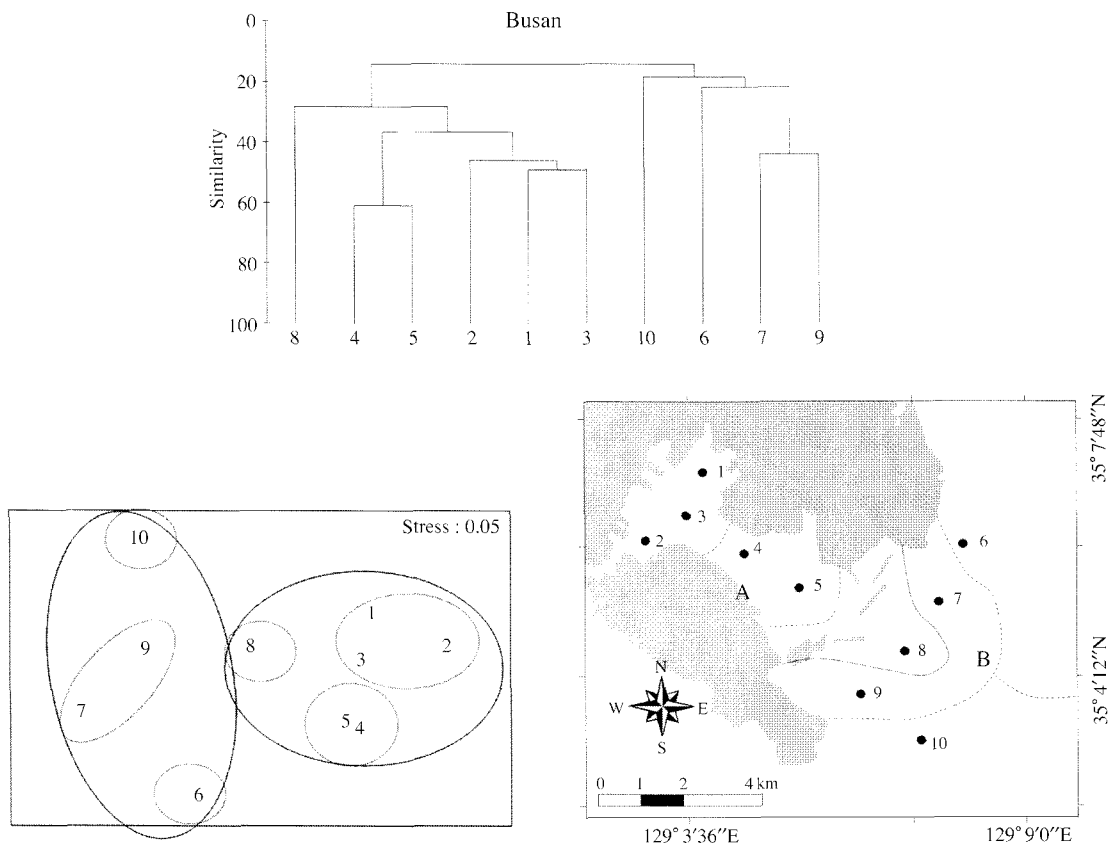 Busan
0
20
40
60
80
100
Similarity
8 4 5 2 1 3 10 6 7 9
Stress : 0.05
10
1
8
2
9
3
7
5
4
6
1
3
2
4
6
5
A
7
8
B
9
10
N
W E
S
0 1 2 4 km
35° 7′48″N
35° 4′12″N
129° 3′36″E 129° 9′0″E